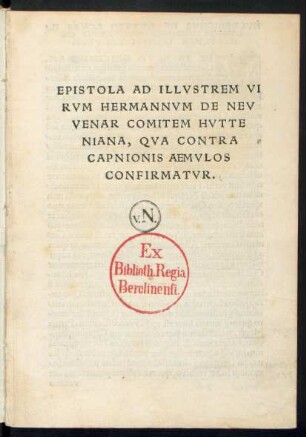 EPISTOLA AD ILLVSTREM VI
RVM HERMANNVM DE NEV
VENAR COMITEM HVTTE
NIANA, QVA CONTRA
CAPNIONIS AEMVLOS
CONFIRMATVR.
v.N.
Ex
Biblioth. Regia
Berolinenſi.